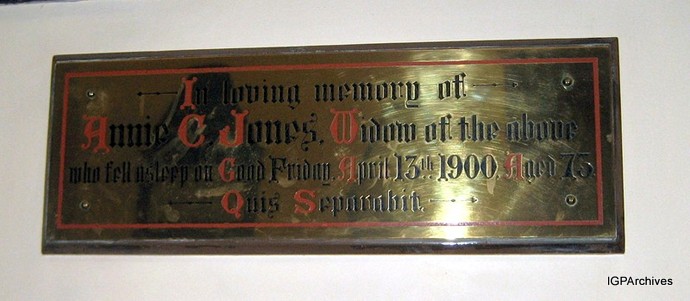 In loving memory of
Annie C. Jones, Widow of the above
who fell asleep on Good Friday, April 13th 1900, Aged 75.
Quis Separabit.
IGPArchives